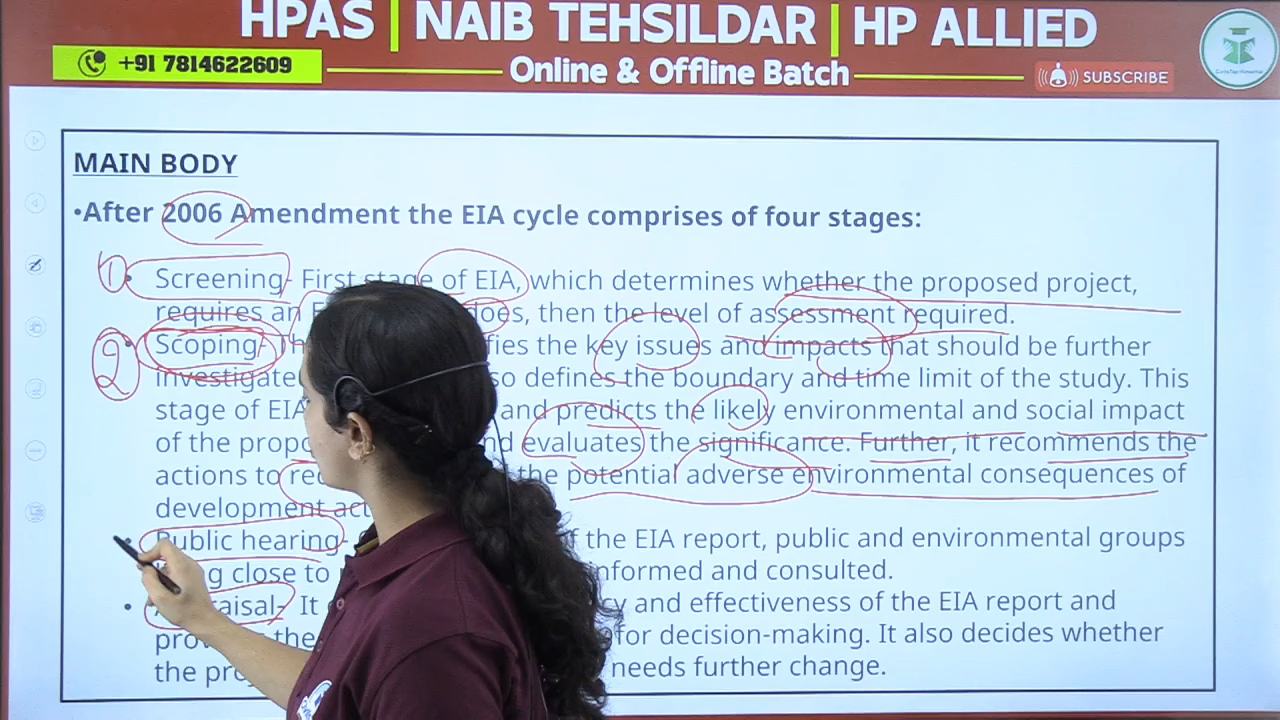 HPAS | NAIB TEHSILDAR | HP ALLIED
+91 7814622609
Online & Offline Batch
SUBSCRIBE
MAIN BODY
•After 2006 Amendment the EIA cycle comprises of four stages:
1 • Screening- First stage of EIA, which determines whether the proposed project,
requires an does, then the level of assessment required.
2 • Scoping- the key issues and impacts that should be further
so defines the boundary and time limit of the study. This
stage of EIA and predicts the likely environmental and social impact
of the evaluates the significance. Further, it recommends the
actions to the potential adverse environmental consequences of
development
• Public hearing- of the EIA report, public and environmental groups
close to informed and consulted.
• It and effectiveness of the EIA report and
the for decision-making. It also decides whether
the needs further change.